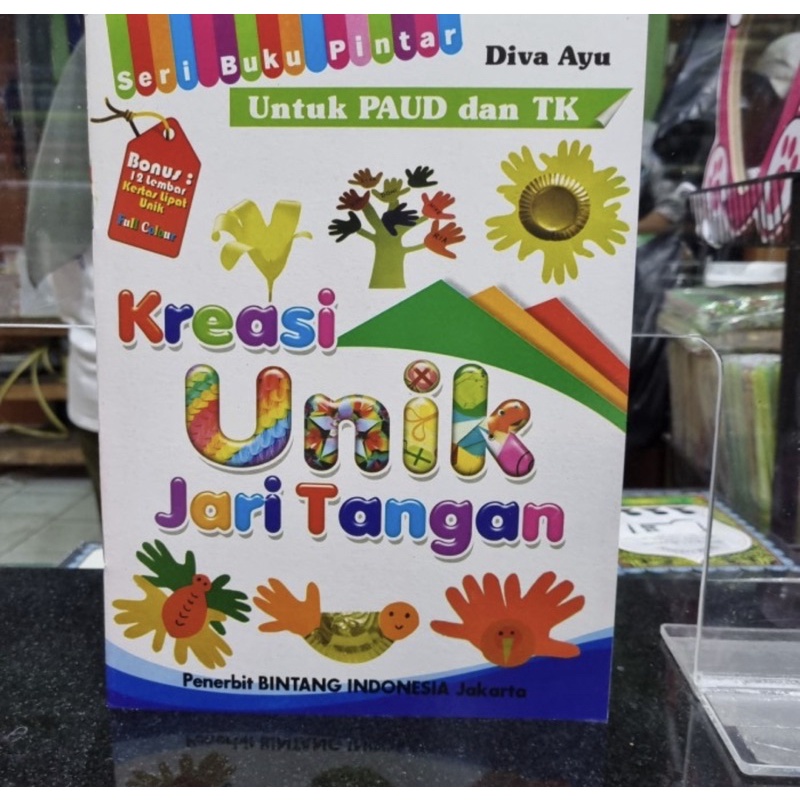 Seri Buku Pintar
Diva Ayu
Untuk PAUD dan TK
Bonus :
12 Lembar
Kertas Lipat
Unik
Full Colour
Kreasi
Unik
Jari Tangan
Penerbit BINTANG INDONESIA Jakarta